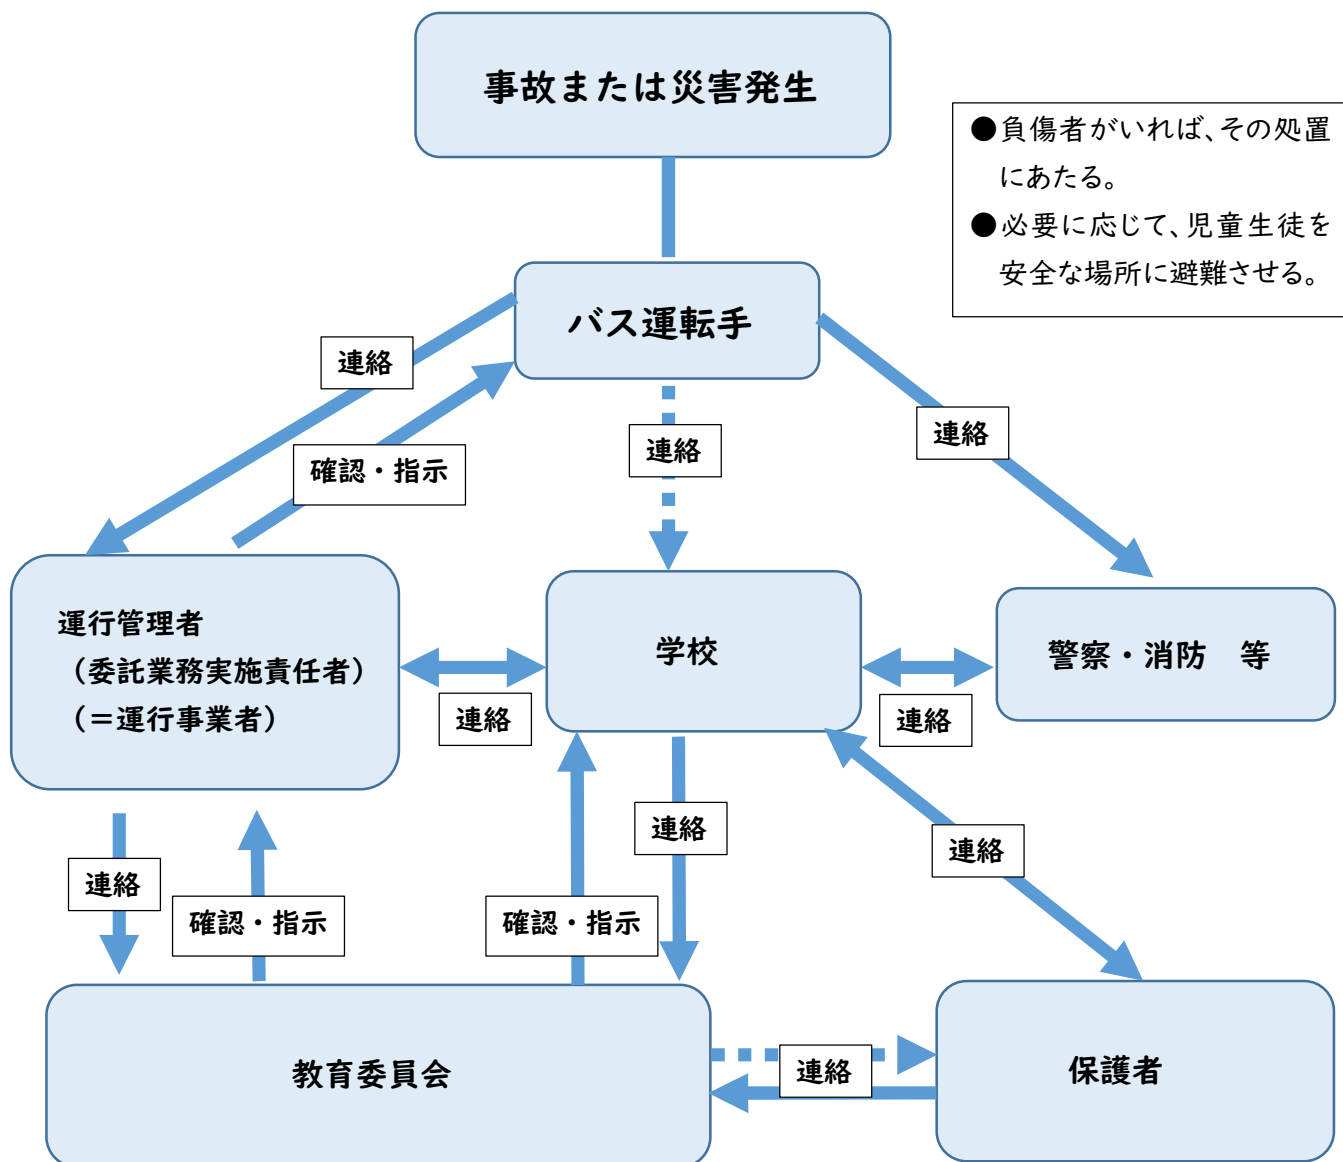 事故または災害発生
●負傷者がいれば、その処置
にあたる。
●必要に応じて、児童生徒を
安全な場所に避難させる。
バス運転手
連絡
確認・指示
連絡
連絡
運行管理者
（委託業務実施責任者）
（＝運行事業者）
学校
警察・消防　等
連絡
連絡
連絡
連絡
連絡
確認・指示
確認・指示
教育委員会
連絡
保護者